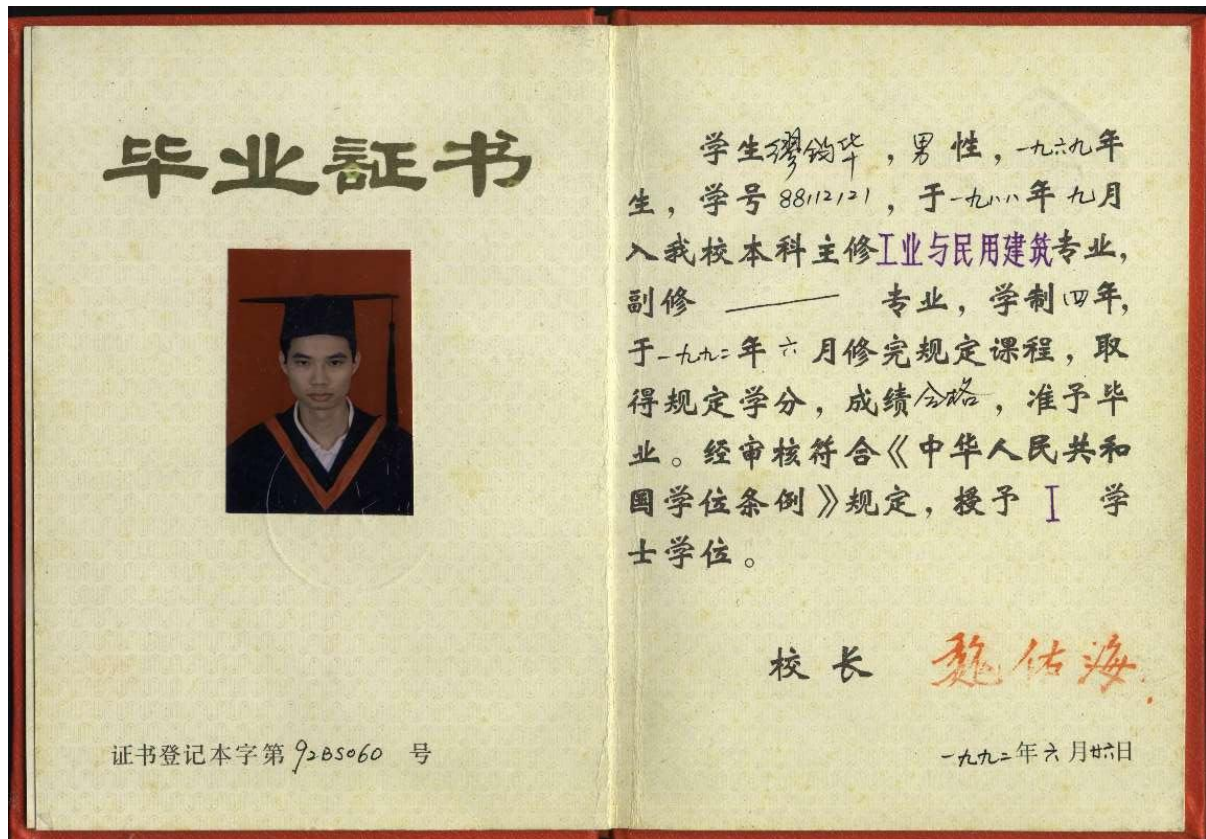 毕业証书
证书登记本字第92BS060号
学生缪钧华，男性，一九六九年
生，学号88112121，于一九八八年九月
入我校本科主修工业与民用建筑专业，
副修 —— 专业，学制四年，
于一九九二年六月修完规定课程，取
得规定学分，成绩合格，准予毕
业。经审核符合《中华人民共和
国学位条例》规定，授予 工 学
士学位。
校长 魏佑海
一九九二年六月廿六日